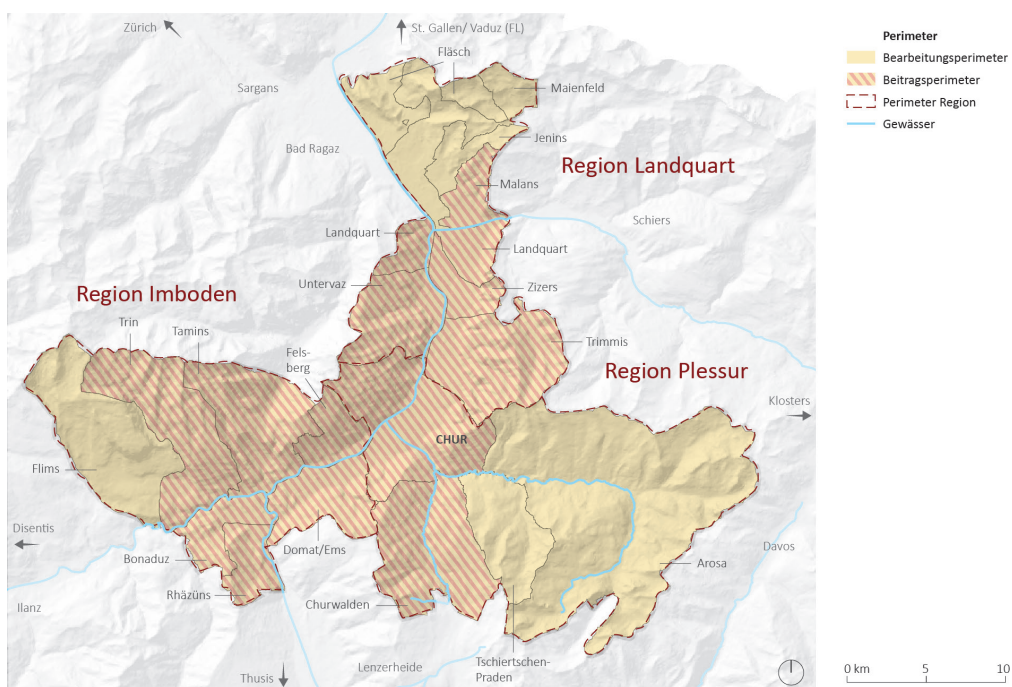 Zürich
St. Gallen/ Vaduz (FL)
Fläsch
Sargans
Maienfeld
Bad Ragaz
Jenins
Region Landquart
Malans
Schiers
Landquart
Landquart
Untervaz
Zizers
Region Imboden
Trin
Tamins
Fels-
berg
Trimmis
Region Plessur
Klosters
CHUR
Flims
Disentis
Bonaduz
Domat/Ems
Davos
Arosa
Rhäzüns
Churwalden
Ilanz
Lenzerheide
Tschiertschen-
Praden
Thusis
Perimeter
Bearbeitungsperimeter
Beitragsperimeter
Perimeter Region
Gewässer
0 km 5 10